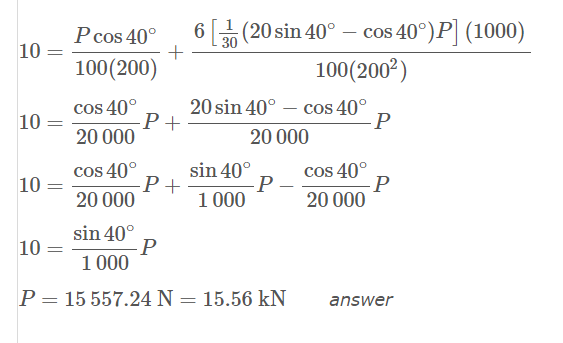 10 = P cos 40° / 100(200) + 6 [ 1/30 (20 sin 40° − cos 40°)P ] (1000) / 100(200²)
10 = cos 40° / 20 000 P + 20 sin 40° − cos 40° / 20 000 P
10 = cos 40° / 20 000 P + sin 40° / 1 000 P − cos 40° / 20 000 P
10 = sin 40° / 1 000 P
P = 15 557.24 N = 15.56 kN answer